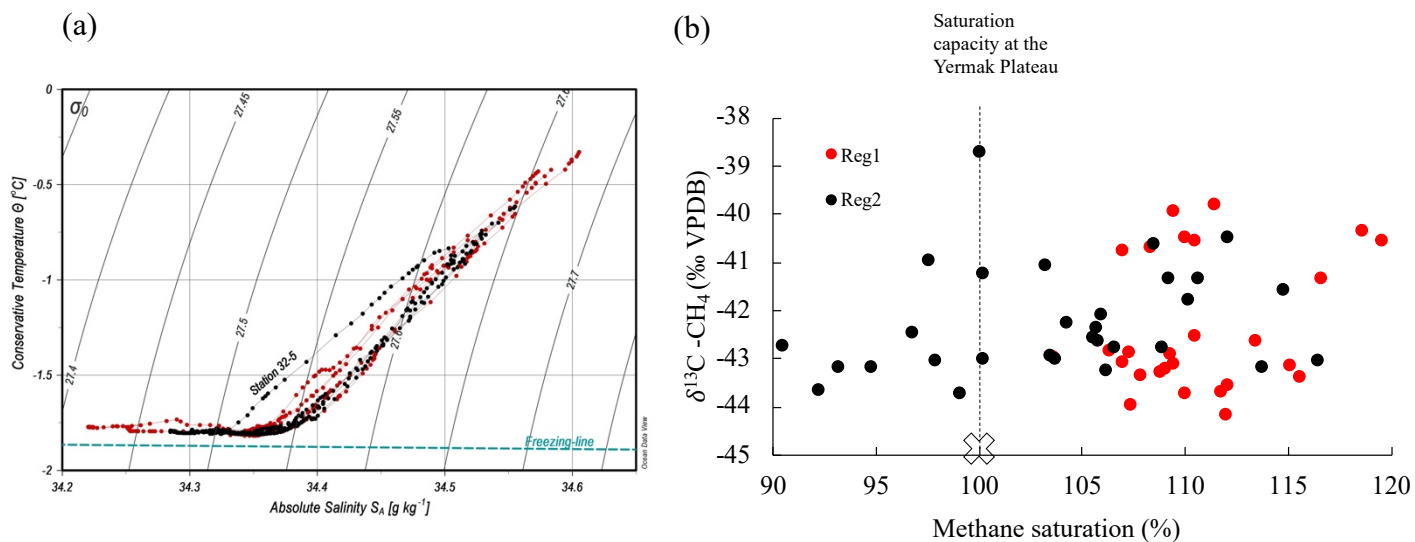 (a)
(b)
Saturation
capacity at the
Yermak Plateau
σ0
0
-0.5
-1
-1.5
-2
Conservative Temperature Θ [°C]
27.4
27.45
27.5
27.55
27.6
27.6
27.7
Station 32-5
Freezing-line
Ocean Data View
34.2
34.3
34.4
34.5
34.6
Absolute Salinity SA [g kg-1]
-38
-39
-40
-41
-42
-43
-44
-45
δ13C -CH4 (‰ VPDB)
Reg1
Reg2
90
95
100
105
110
115
120
Methane saturation (%)